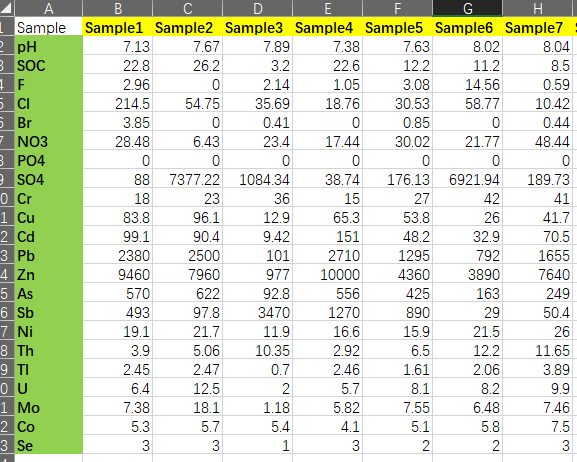 A B C D E F G H
Sample Sample1 Sample2 Sample3 Sample4 Sample5 Sample6 Sample7
2 pH 7.13 7.67 7.89 7.38 7.63 8.02 8.04
3 SOC 22.8 26.2 3.2 22.6 12.2 11.2 8.5
4 F 2.96 0 2.14 1.05 3.08 14.56 0.59
5 Cl 214.5 54.75 35.69 18.76 30.53 58.77 10.42
6 Br 3.85 0 0.41 0 0.85 0 0.44
7 NO3 28.48 6.43 23.4 17.44 30.02 21.77 48.44
8 PO4 0 0 0 0 0 0 0
9 SO4 88 7377.22 1084.34 38.74 176.13 6921.94 189.73
0 Cr 18 23 36 15 27 42 41
1 Cu 83.8 96.1 12.9 65.3 53.8 26 41.7
2 Cd 99.1 90.4 9.42 151 48.2 32.9 70.5
3 Pb 2380 2500 101 2710 1295 792 1655
4 Zn 9460 7960 977 10000 4360 3890 7640
5 As 570 622 92.8 556 425 163 249
6 Sb 493 97.8 3470 1270 890 29 50.4
7 Ni 19.1 21.7 11.9 16.6 15.9 21.5 26
8 Th 3.9 5.06 10.35 2.92 6.5 12.2 11.65
9 Tl 2.45 2.47 0.7 2.46 1.61 2.06 3.89
0 U 6.4 12.5 2 5.7 8.1 8.2 9.9
1 Mo 7.38 18.1 1.18 5.82 7.55 6.48 7.46
2 Co 5.3 5.7 5.4 4.1 5.1 5.8 7.5
3 Se 3 3 1 3 2 2 3